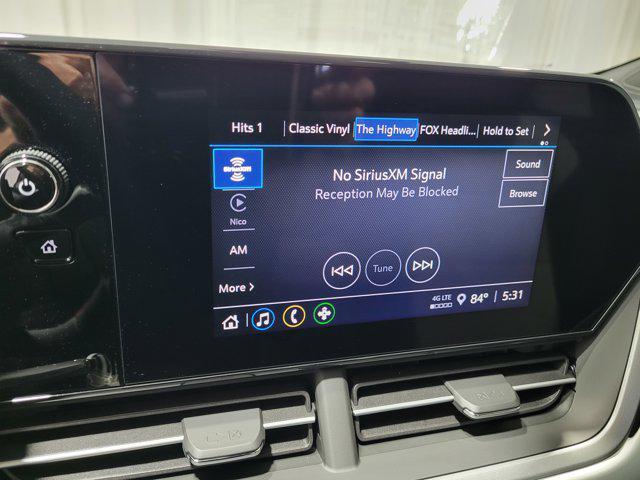 Hits 1 Classic Vinyl The Highway FOX Headli... Hold to Set
SiriusXM
No SiriusXM Signal
Reception May Be Blocked
Sound
Browse
Nico
AM
More
Tune
4G LTE 84° 5:31